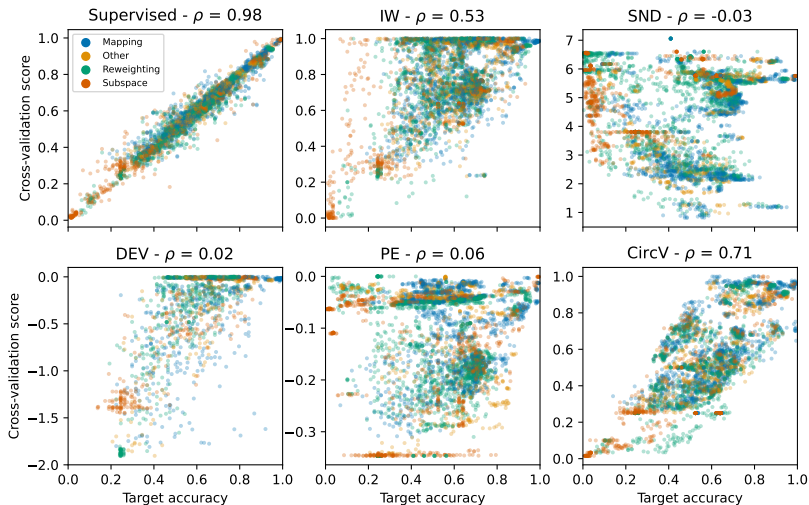 Supervised - ρ = 0.98
IW - ρ = 0.53
SND - ρ = -0.03
Cross-validation score
1.0
0.8
0.6
0.4
0.2
0.0
Mapping
Other
Reweighting
Subspace
1.0
0.8
0.6
0.4
0.2
0.0
7
6
5
4
3
2
1
DEV - ρ = 0.02
PE - ρ = 0.06
CircV - ρ = 0.71
Cross-validation score
0.0
−0.5
−1.0
−1.5
−2.0
0.0
−0.1
−0.2
−0.3
1.0
0.8
0.6
0.4
0.2
0.0
0.0 0.2 0.4 0.6 0.8 1.0
0.0 0.2 0.4 0.6 0.8 1.0
0.0 0.2 0.4 0.6 0.8 1.0
Target accuracy
Target accuracy
Target accuracy